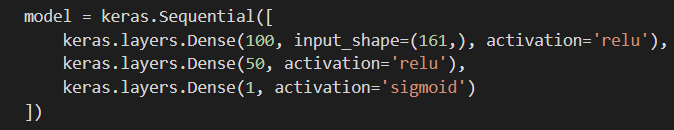 model = keras.Sequential([
    keras.layers.Dense(100, input_shape=(161,), activation='relu'),
    keras.layers.Dense(50, activation='relu'),
    keras.layers.Dense(1, activation='sigmoid')
])